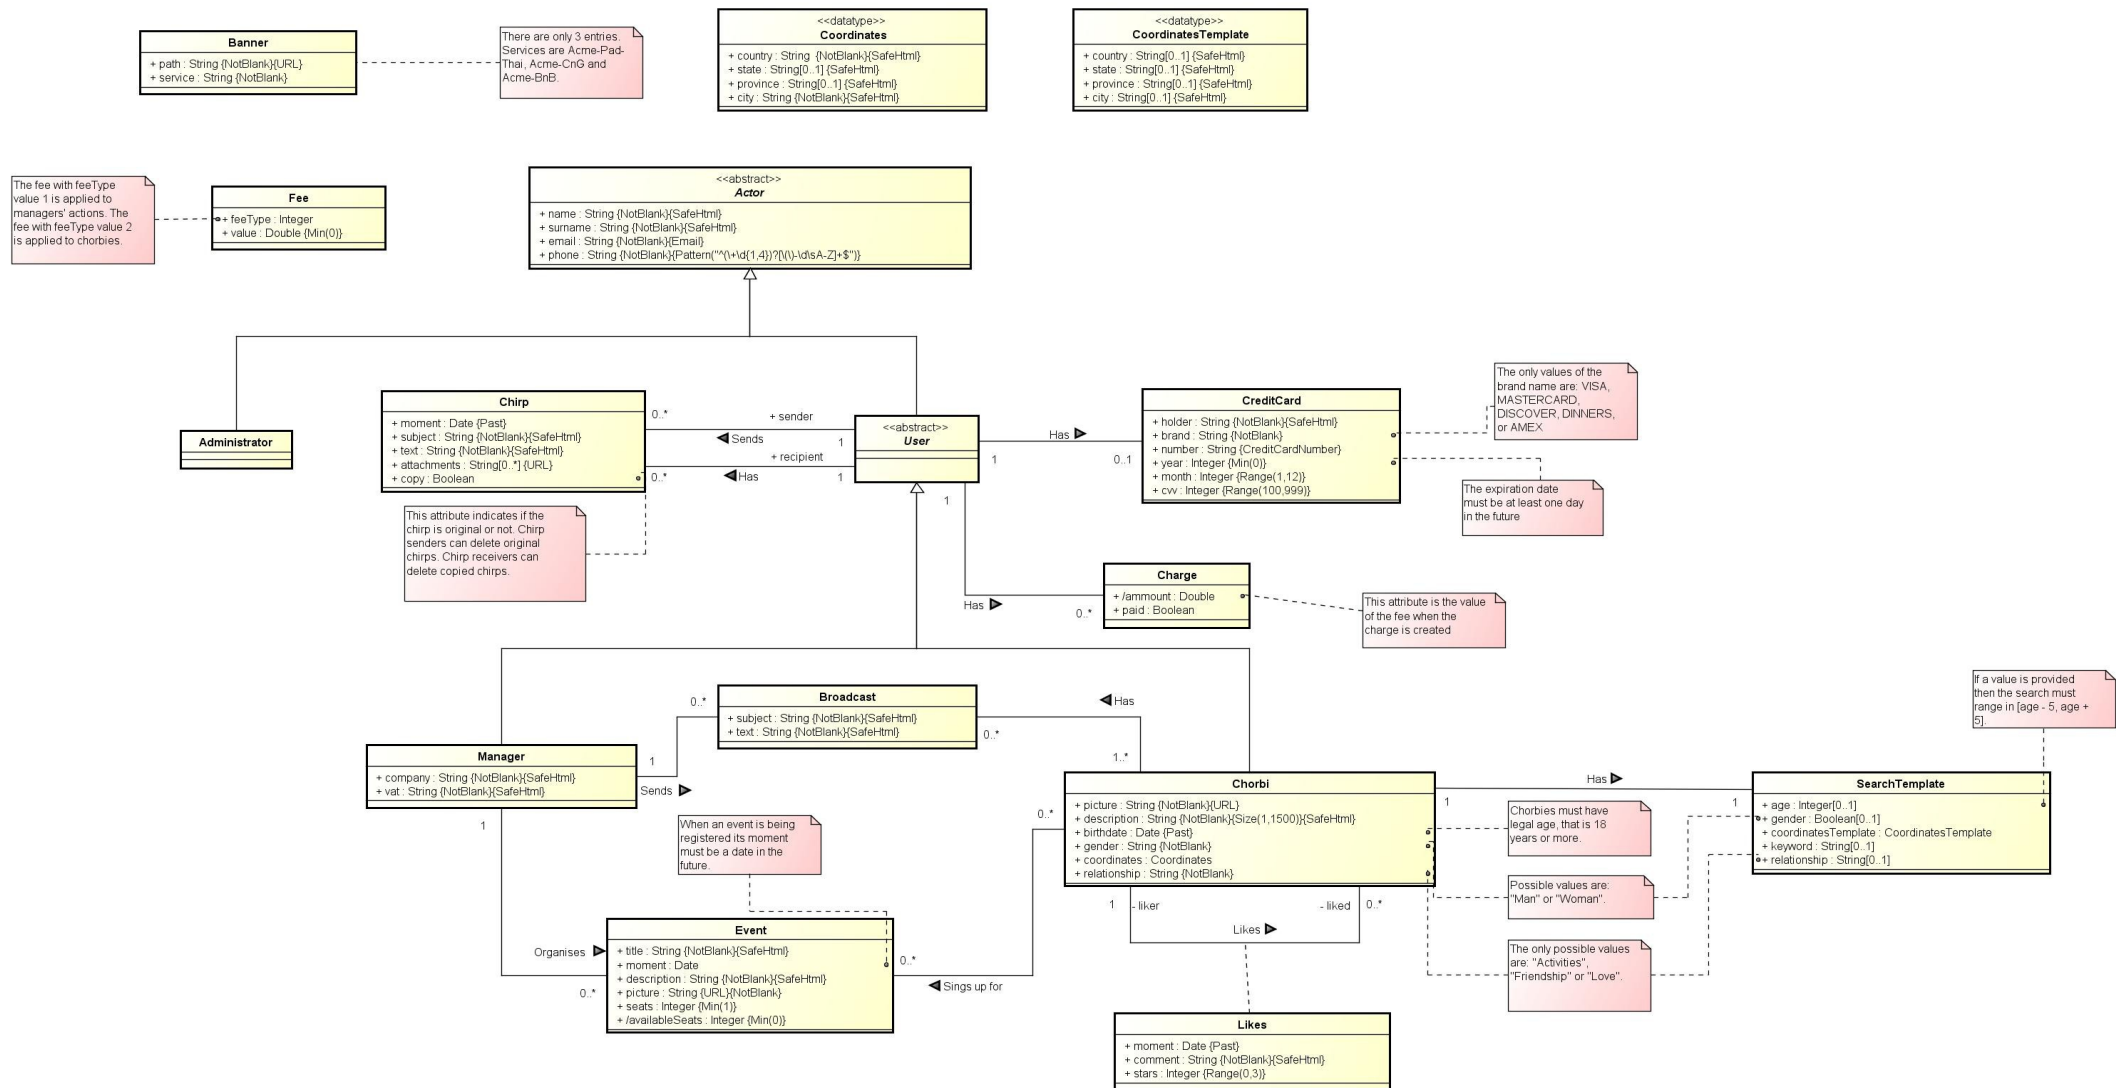 Banner
+ path : String {NotBlank}{URL}
+ service : String {NotBlank}
There are only 3 entries.
Services are Acme-Pad-
Thai, Acme-CnG and
Acme-BnB.
<<datatype>>
Coordinates
+ country : String {NotBlank}{SafeHtml}
+ state : String[0..1] {SafeHtml}
+ province : String[0..1] {SafeHtml}
+ city : String {NotBlank}{SafeHtml}
<<datatype>>
CoordinatesTemplate
+ country : String[0..1] {SafeHtml}
+ state : String[0..1] {SafeHtml}
+ province : String[0..1] {SafeHtml}
+ city : String[0..1] {SafeHtml}
The fee with feeType
value 1 is applied to
managers' actions. The
fee with feeType value 2
is applied to chorbies.
Fee
+ feeType : Integer
+ value : Double {Min(0)}
<<abstract>>
Actor
+ name : String {NotBlank}{SafeHtml}
+ surname : String {NotBlank}{SafeHtml}
+ email : String {NotBlank}{Email}
+ phone : String {NotBlank}{Pattern("^(\+\d{1,4})?[\(\)-\d\sA-Z]+$")}
Administrator
Chirp
+ moment : Date {Past}
+ subject : String {NotBlank}{SafeHtml}
+ text : String {NotBlank}{SafeHtml}
+ attachments : String[0..*] {URL}
+ copy : Boolean
0..*
+ sender
Sends
1
+ recipient
0..*
Has
1
<<abstract>>
User
Has
1
0..1
1
CreditCard
+ holder : String {NotBlank}{SafeHtml}
+ brand : String {NotBlank}
+ number : String {CreditCardNumber}
+ year : Integer {Min(0)}
+ month : Integer {Range(1,12)}
+ cvv : Integer {Range(100,999)}
The only values of the
brand name are: VISA,
MASTERCARD,
DISCOVER, DINNERS,
or AMEX
The expiration date
must be at least one day
in the future
This attribute indicates if the
chirp is original or not. Chirp
senders can delete original
chirps. Chirp receivers can
delete copied chirps.
Has
0..*
Charge
+ /ammount : Double
+ paid : Boolean
This attribute is the value
of the fee when the
charge is created
Broadcast
+ subject : String {NotBlank}{SafeHtml}
+ text : String {NotBlank}{SafeHtml}
0..*
0..*
Has
1..*
If a value is provided
then the search must
range in [age - 5, age +
5].
Manager
+ company : String {NotBlank}{SafeHtml}
+ vat : String {NotBlank}{SafeHtml}
1
Sends
1
Chorbi
+ picture : String {NotBlank}{URL}
+ description : String {NotBlank}{Size(1,1500)}{SafeHtml}
+ birthdate : Date {Past}
+ gender : String {NotBlank}
+ coordinates : Coordinates
+ relationship : String {NotBlank}
0..*
Has
1
1
SearchTemplate
+ age : Integer[0..1]
+ gender : Boolean[0..1]
+ coordinatesTemplate : CoordinatesTemplate
+ keyword : String[0..1]
+ relationship : String[0..1]
Chorbies must have
legal age, that is 18
years or more.
Possible values are:
"Man" or "Woman".
The only possible values
are: "Activities",
"Friendship" or "Love".
When an event is being
registered its moment
must be a date in the
future.
1
- liker
- liked
0..*
Likes
Organises
0..*
Event
+ title : String {NotBlank}{SafeHtml}
+ moment : Date
+ description : String {NotBlank}{SafeHtml}
+ picture : String {URL}{NotBlank}
+ seats : Integer {Min(1)}
+ /availableSeats : Integer {Min(0)}
0..*
Sings up for
Likes
+ moment : Date {Past}
+ comment : String {NotBlank}{SafeHtml}
+ stars : Integer {Range(0,3)}